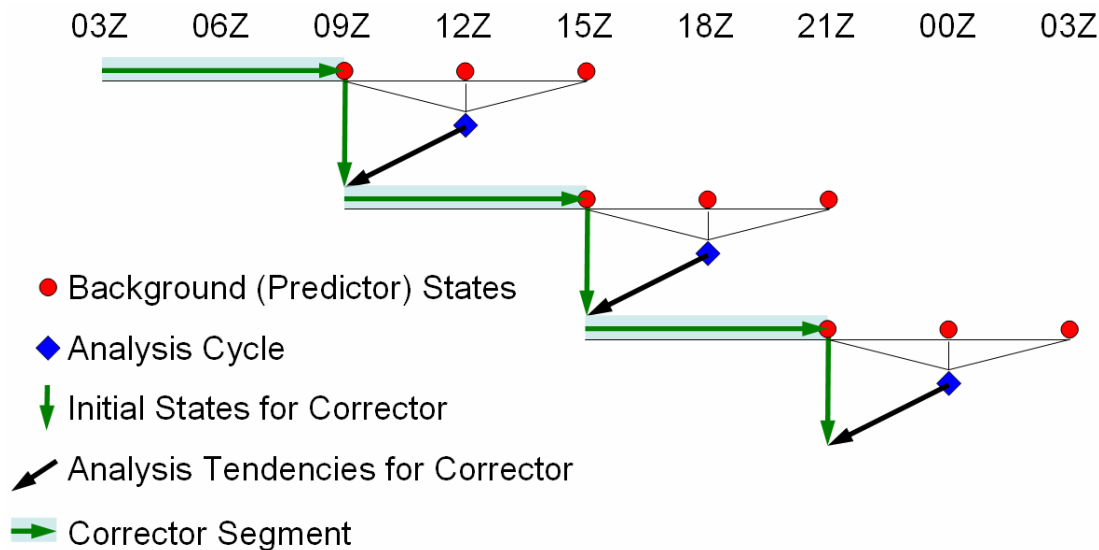 03Z 06Z 09Z 12Z 15Z 18Z 21Z 00Z 03Z
Background (Predictor) States
Analysis Cycle
Initial States for Corrector
Analysis Tendencies for Corrector
Corrector Segment